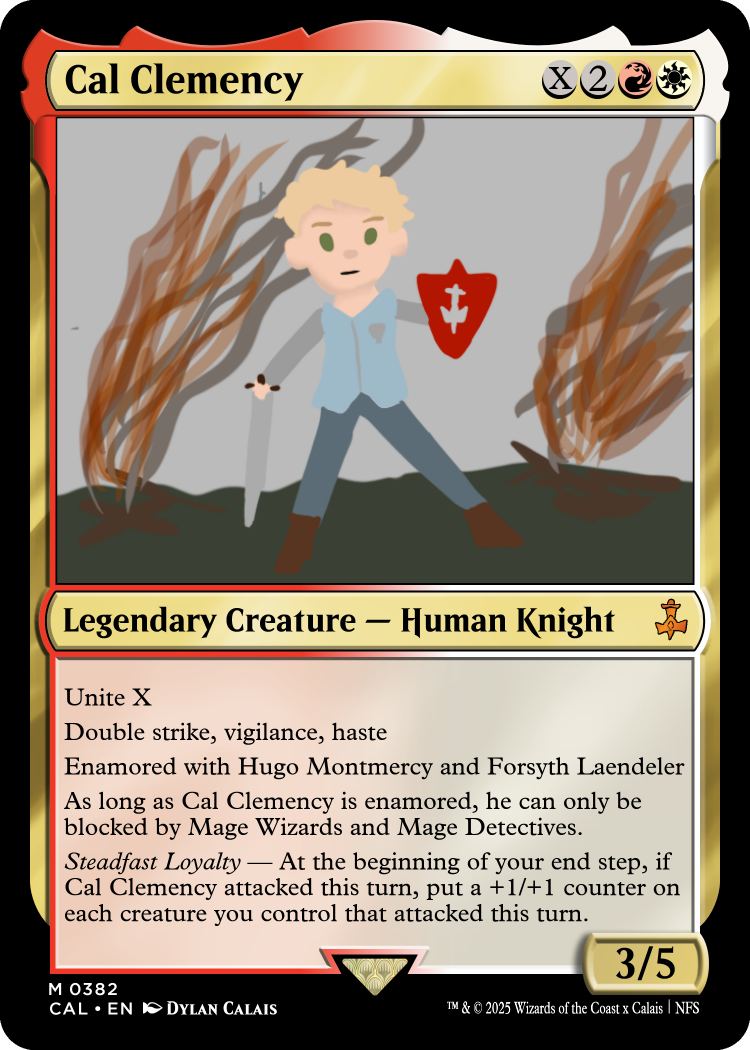 Cal Clemency X 2
Legendary Creature — Human Knight
Unite X
Double strike, vigilance, haste
Enamored with Hugo Montmercy and Forsyth Laendeler
As long as Cal Clemency is enamored, he can only be
blocked by Mage Wizards and Mage Detectives.
Steadfast Loyalty — At the beginning of your end step, if
Cal Clemency attacked this turn, put a +1/+1 counter on
each creature you control that attacked this turn.
3/5
M 0382
CAL • EN Dylan Calais
™ & © 2025 Wizards of the Coast x Calais | NFS